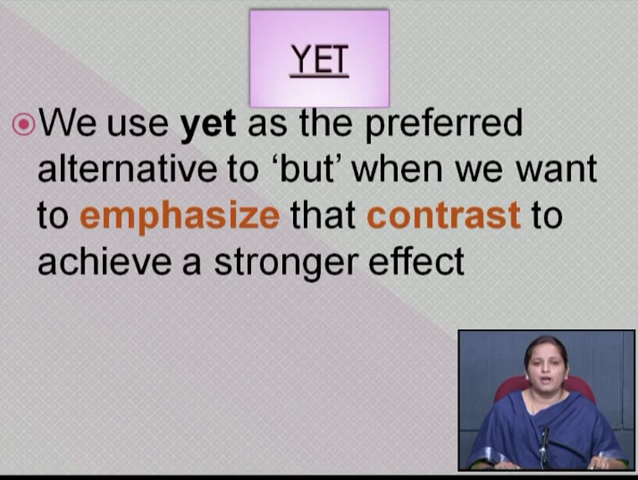 YET
We use yet as the preferred
alternative to ‘but’ when we want
to emphasize that contrast to
achieve a stronger effect